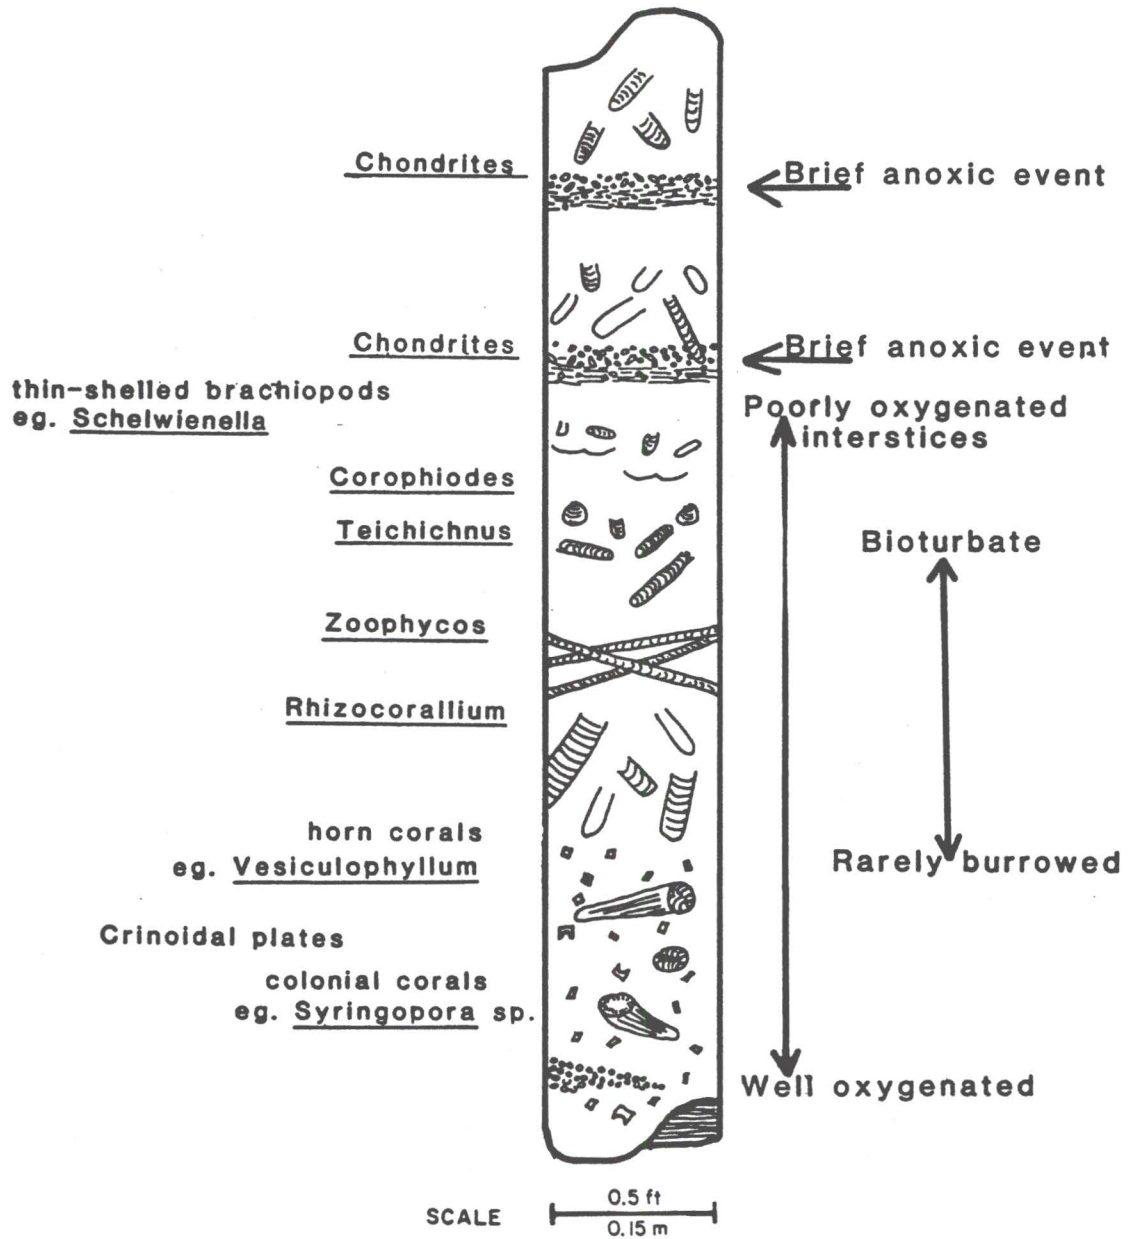 Chondrites
Brief anoxic event
Chondrites
Brief anoxic event
thin-shelled brachiopods
eg. Schelwienella
Poorly oxygenated
interstices
Corophiodes
Teichichnus
Bioturbate
Zoophycos
Rhizocorallium
horn corals
eg. Vesiculophyllum
Rarely burrowed
Crinoidal plates
colonial corals
eg. Syringopora sp.
Well oxygenated
SCALE
0.5 ft
0.15 m